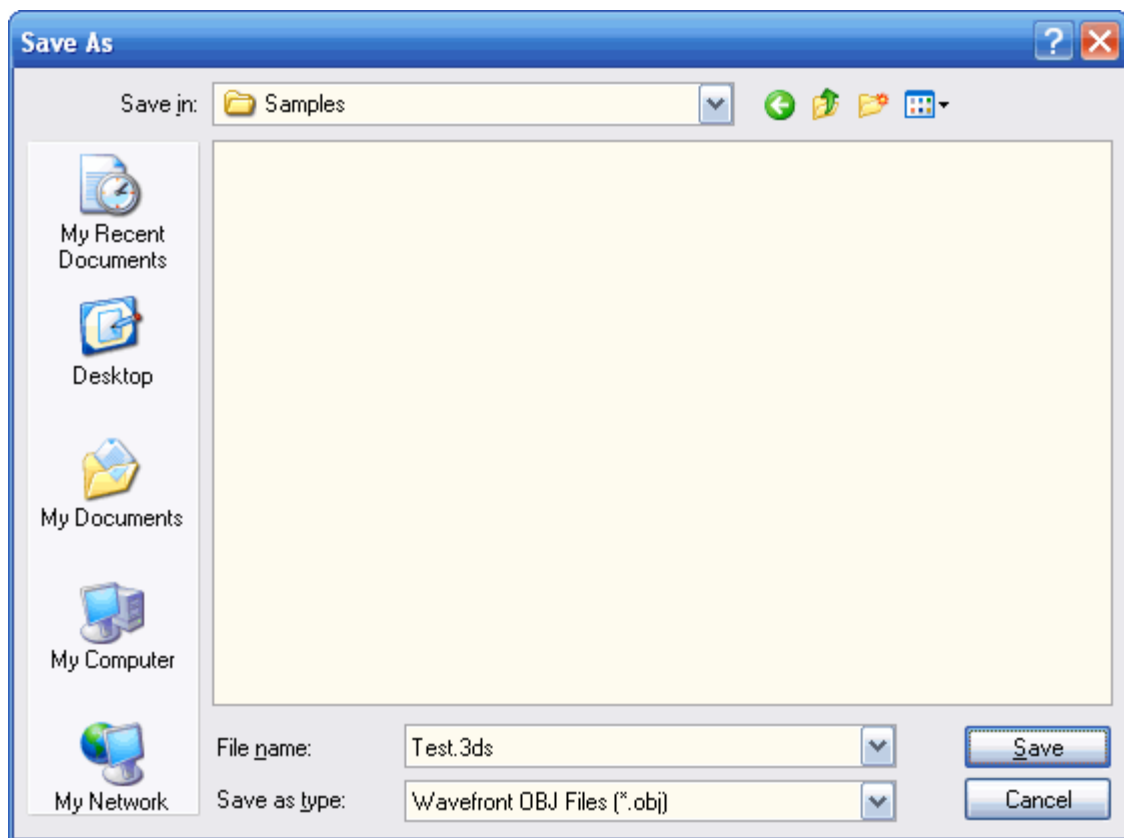 Save As
Save in:
Samples
My Recent
Documents
Desktop
My Documents
My Computer
My Network
File name:
Test.3ds
Save
Save as type:
Wavefront OBJ Files (*.obj)
Cancel